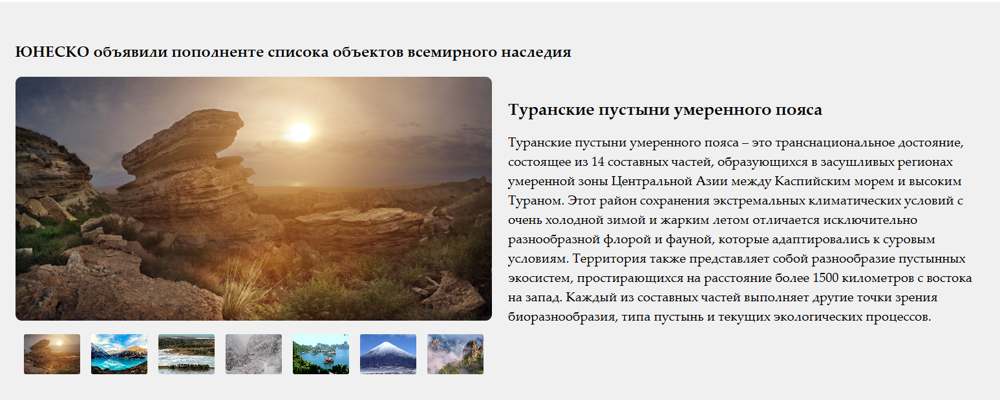 ЮНЕСКО объявили пополненте списока объектов всемирного наследия
Туранские пустыни умеренного пояса
Туранские пустыни умеренного пояса – это транснациональное достояние,
состоящее из 14 составных частей, образующихся в засушливых регионах
умеренной зоны Центральной Азии между Каспийским морем и высоким
Тураном. Этот район сохранения экстремальных климатических условий с
очень холодной зимой и жарким летом отличается исключительно
разнообразной флорой и фауной, которые адаптировались к суровым
условиям. Территория также представляет собой разнообразие пустынных
экосистем, простирающихся на расстояние более 1500 километров с востока
на запад. Каждый из составных частей выполняет другие точки зрения
биоразнообразия, типа пустынь и текущих экологических процессов.